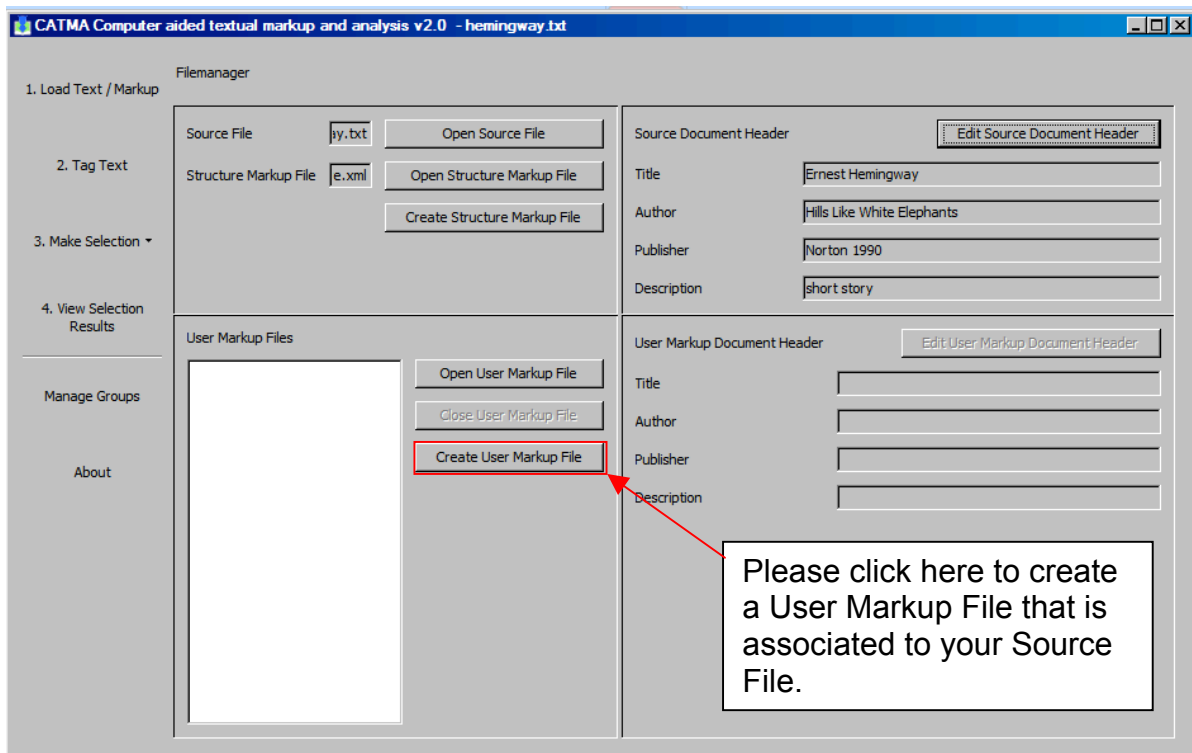 CATMA Computer aided textual markup and analysis v2.0 - hemingway.txt
1. Load Text / Markup
2. Tag Text
3. Make Selection
4. View Selection
Results
Manage Groups
About
Filemanager
Source File ay.txt Open Source File
Structure Markup File e.xml Open Structure Markup File
Create Structure Markup File
Source Document Header Edit Source Document Header
Title Ernest Hemingway
Author Hills Like White Elephants
Publisher Norton 1990
Description short story
User Markup Files
Open User Markup File
Close User Markup File
Create User Markup File
User Markup Document Header Edit User Markup Document Header
Title
Author
Publisher
Description
Please click here to create
a User Markup File that is
associated to your Source
File.